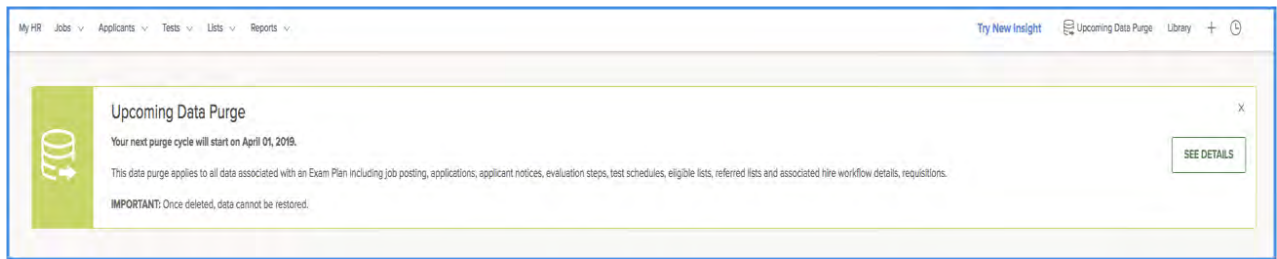 My HR Jobs Applicants Tests Lists Reports Try New Insight Upcoming Data Purge Library
Upcoming Data Purge X
Your next purge cycle will start on April 01, 2019.
SEE DETAILS
This data purge applies to all data associated with an Exam Plan including job posting, applications, applicant notices, evaluation steps, test schedules, eligible lists, referred lists and associated hire workflow details, requisitions.
IMPORTANT: Once deleted, data cannot be restored.